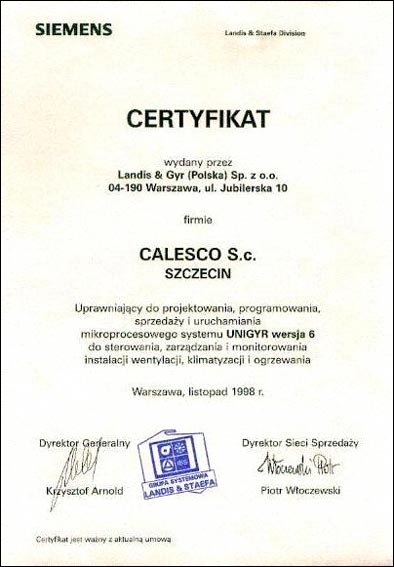 SIEMENS
Landis & Staefa Division
CERTYFIKAT
wydany przez
Landis & Gyr (Polska) Sp. z o.o.
04-190 Warszawa, ul. Jubilerska 10
firmie
CALESCO S.c.
SZCZECIN
Uprawniający do projektowania, programowania,
sprzedaży i uruchamiania
mikroprocesowego systemu UNIGYR wersja 6
do sterowania, zarządzania i monitorowania
instalacji wentylacji, klimatyzacji i ogrzewania
Warszawa, listopad 1998 r.
Dyrektor Generalny
Dyrektor Sieci Sprzedaży
GRUPA SYSTEMOWA
LANDIS & STAEFA
Włoczewski Piotr
Krzysztof Arnold
Piotr Włoczewski
Certyfikat jest ważny z aktualną umową